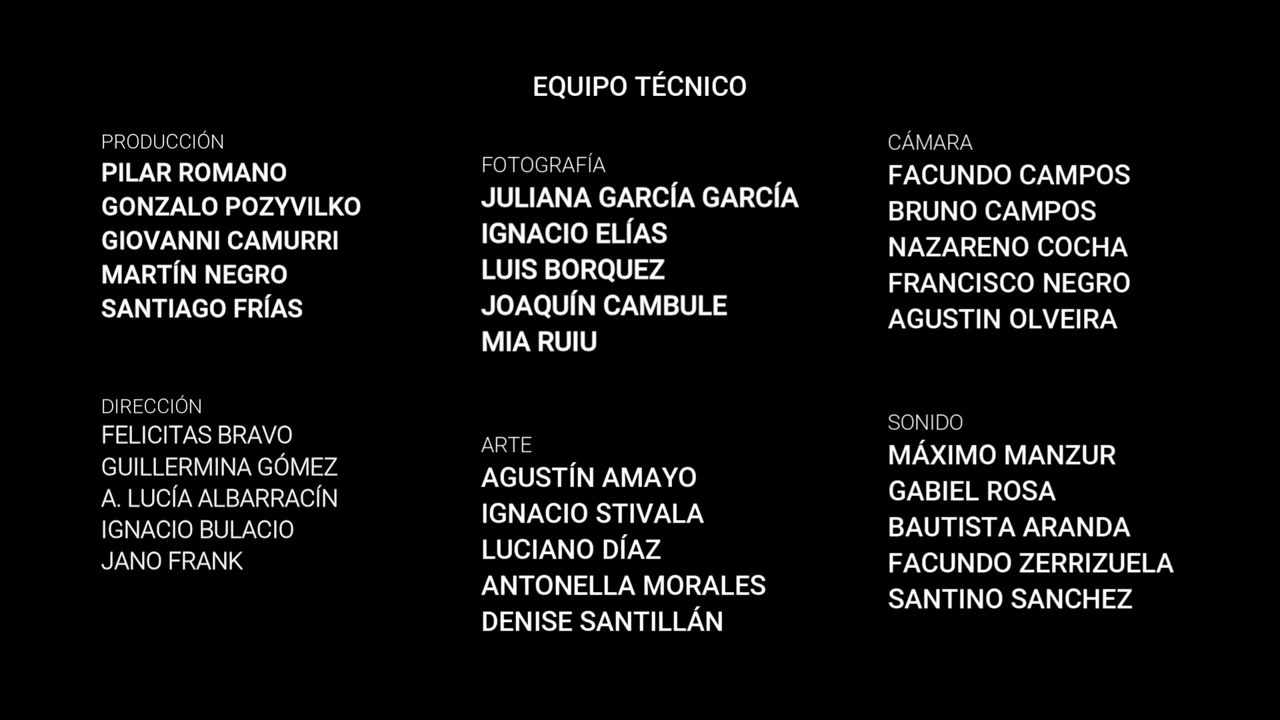 EQUIPO TÉCNICO
PRODUCCIÓN
PILAR ROMANO
GONZALO POZYVILKO
GIOVANNI CAMURRI
MARTÍN NEGRO
SANTIAGO FRÍAS
DIRECCIÓN
FELICITAS BRAVO
GUILLERMINA GÓMEZ
A. LUCÍA ALBARRACÍN
IGNACIO BULACIO
JANO FRANK
FOTOGRAFÍA
JULIANA GARCÍA GARCÍA
IGNACIO ELÍAS
LUIS BORQUEZ
JOAQUÍN CAMBULE
MIA RUIU
ARTE
AGUSTÍN AMAYO
IGNACIO STIVALA
LUCIANO DÍAZ
ANTONELLA MORALES
DENISE SANTILLÁN
CÁMARA
FACUNDO CAMPOS
BRUNO CAMPOS
NAZARENO COCHA
FRANCISCO NEGRO
AGUSTIN OLVEIRA
SONIDO
MÁXIMO MANZUR
GABIEL ROSA
BAUTISTA ARANDA
FACUNDO ZERRIZUELA
SANTINO SANCHEZ